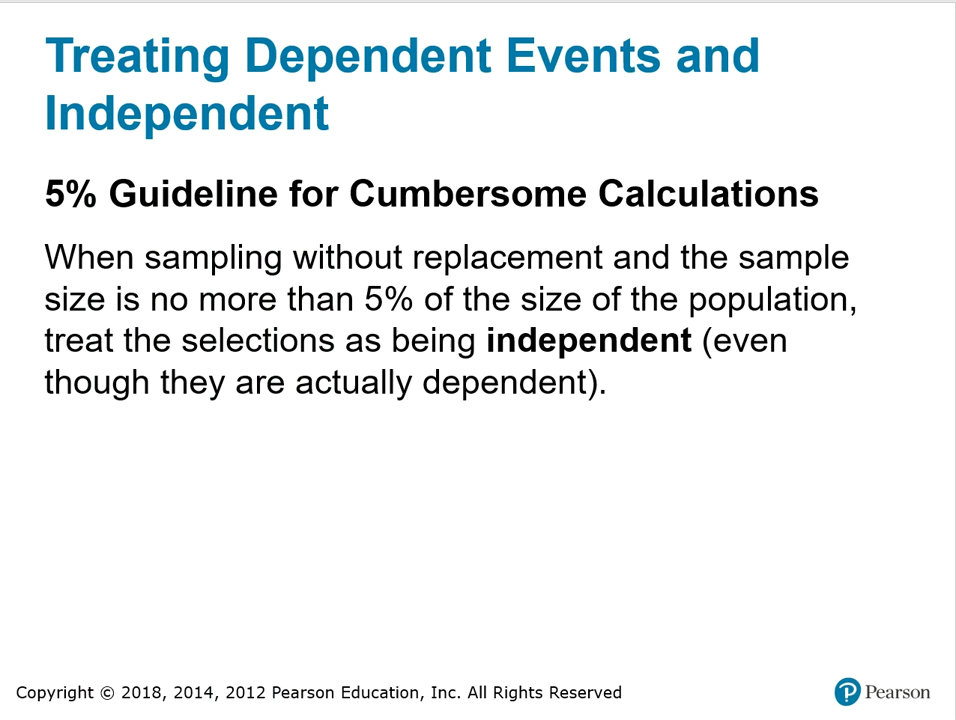 Treating Dependent Events and
Independent
5% Guideline for Cumbersome Calculations
When sampling without replacement and the sample
size is no more than 5% of the size of the population,
treat the selections as being independent (even
though they are actually dependent).
Copyright © 2018, 2014, 2012 Pearson Education, Inc. All Rights Reserved
P Pearson